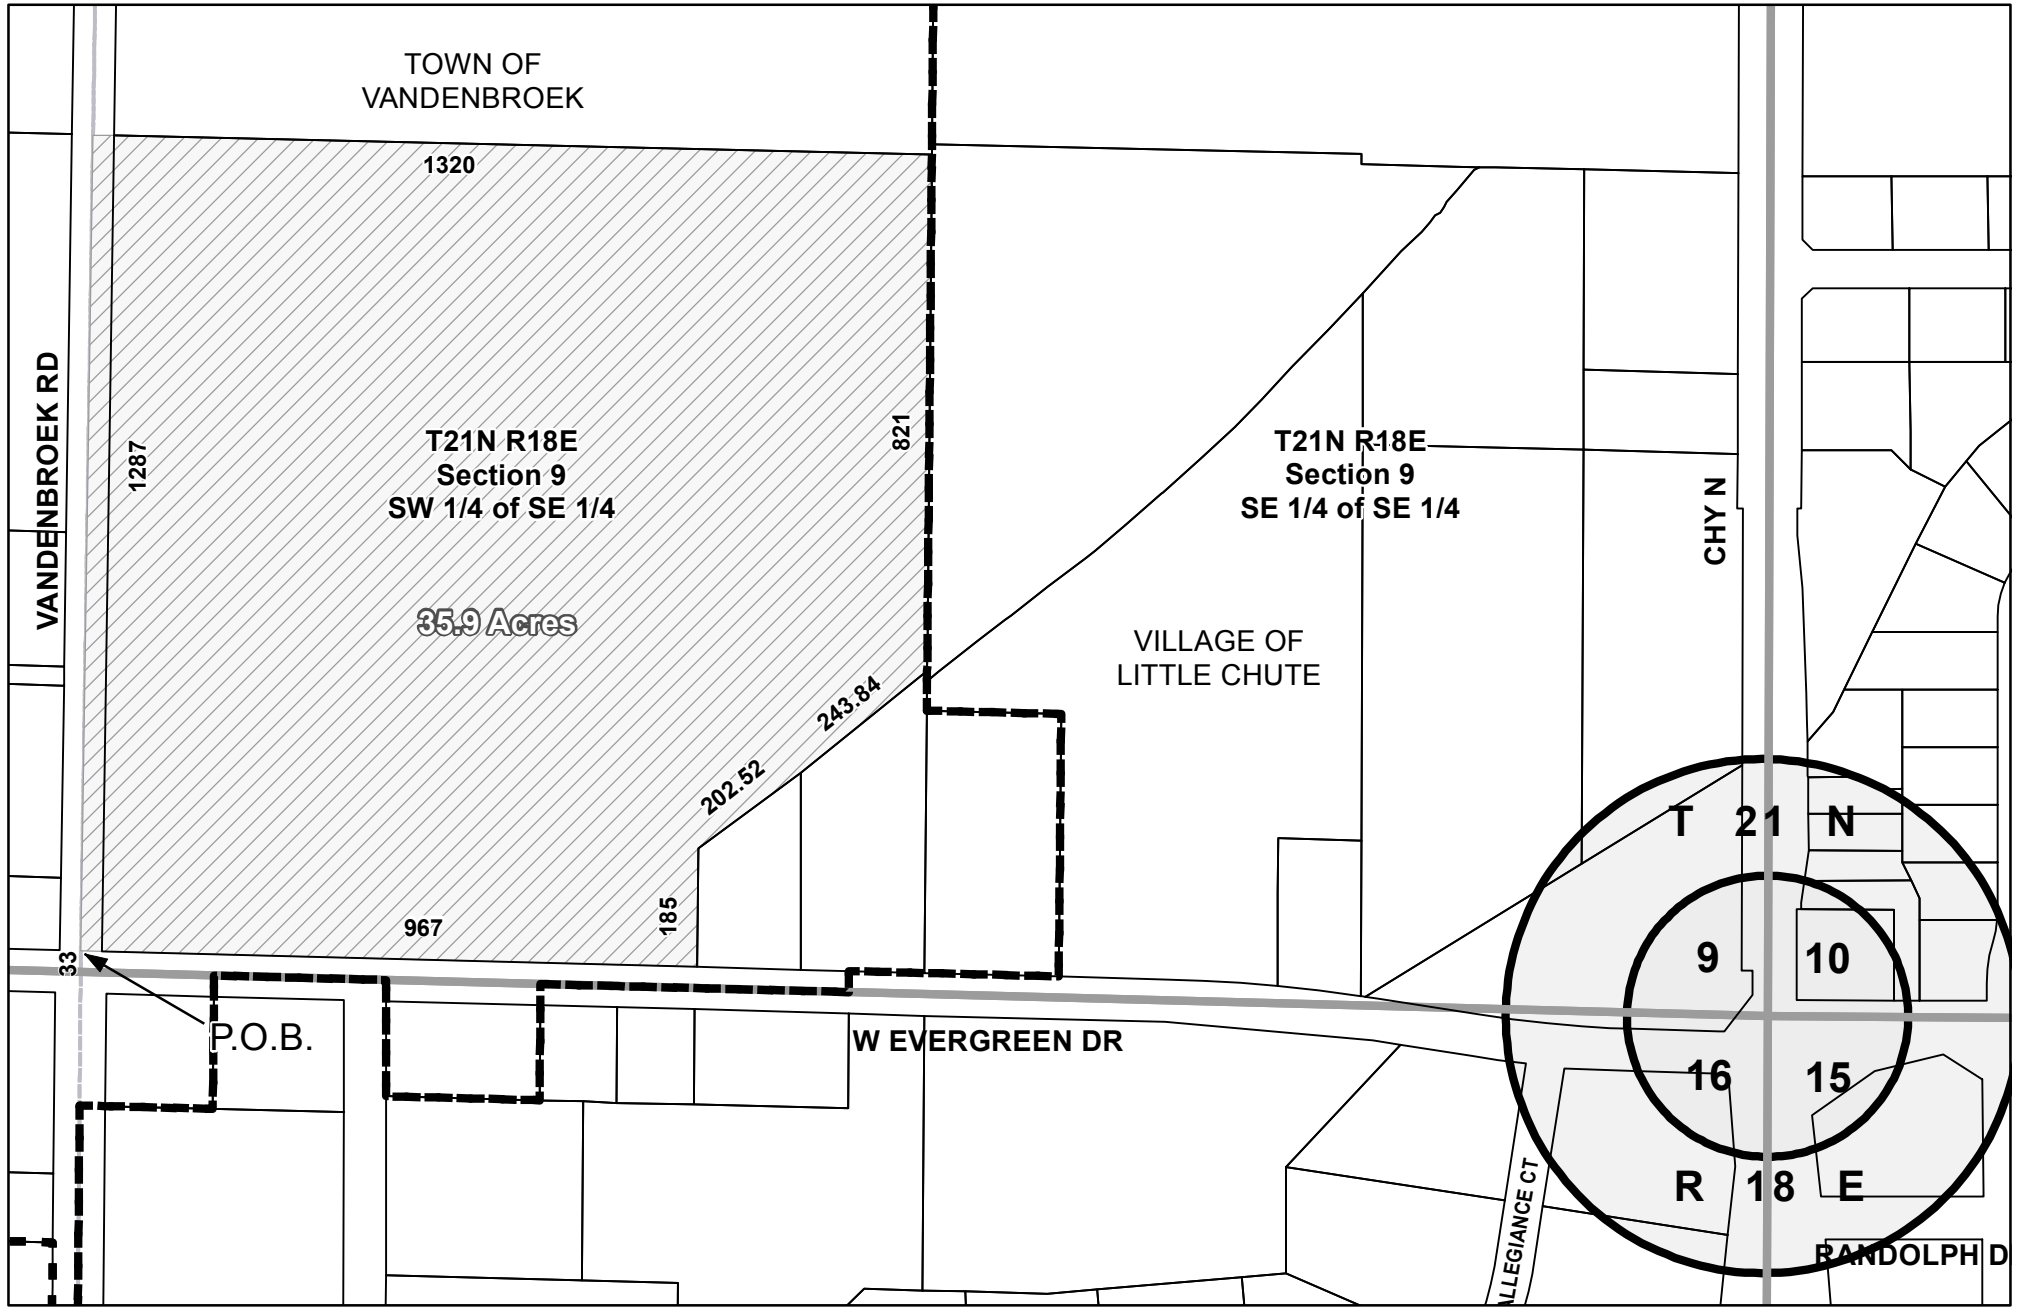 TOWN OF
VANDENBROEK
1320
VANDENBROEK RD
1287
T21N R18E
Section 9
SW 1/4 of SE 1/4
821
T21N R18E
Section 9
SE 1/4 of SE 1/4
CHY N
35.9 Acres
VILLAGE OF
LITTLE CHUTE
243.84
202.52
T 21 N
185
967
33
9 10
P.O.B.
W EVERGREEN DR
16 15
R 18 E
ALLEGIANCE CT
RANDOLPH D